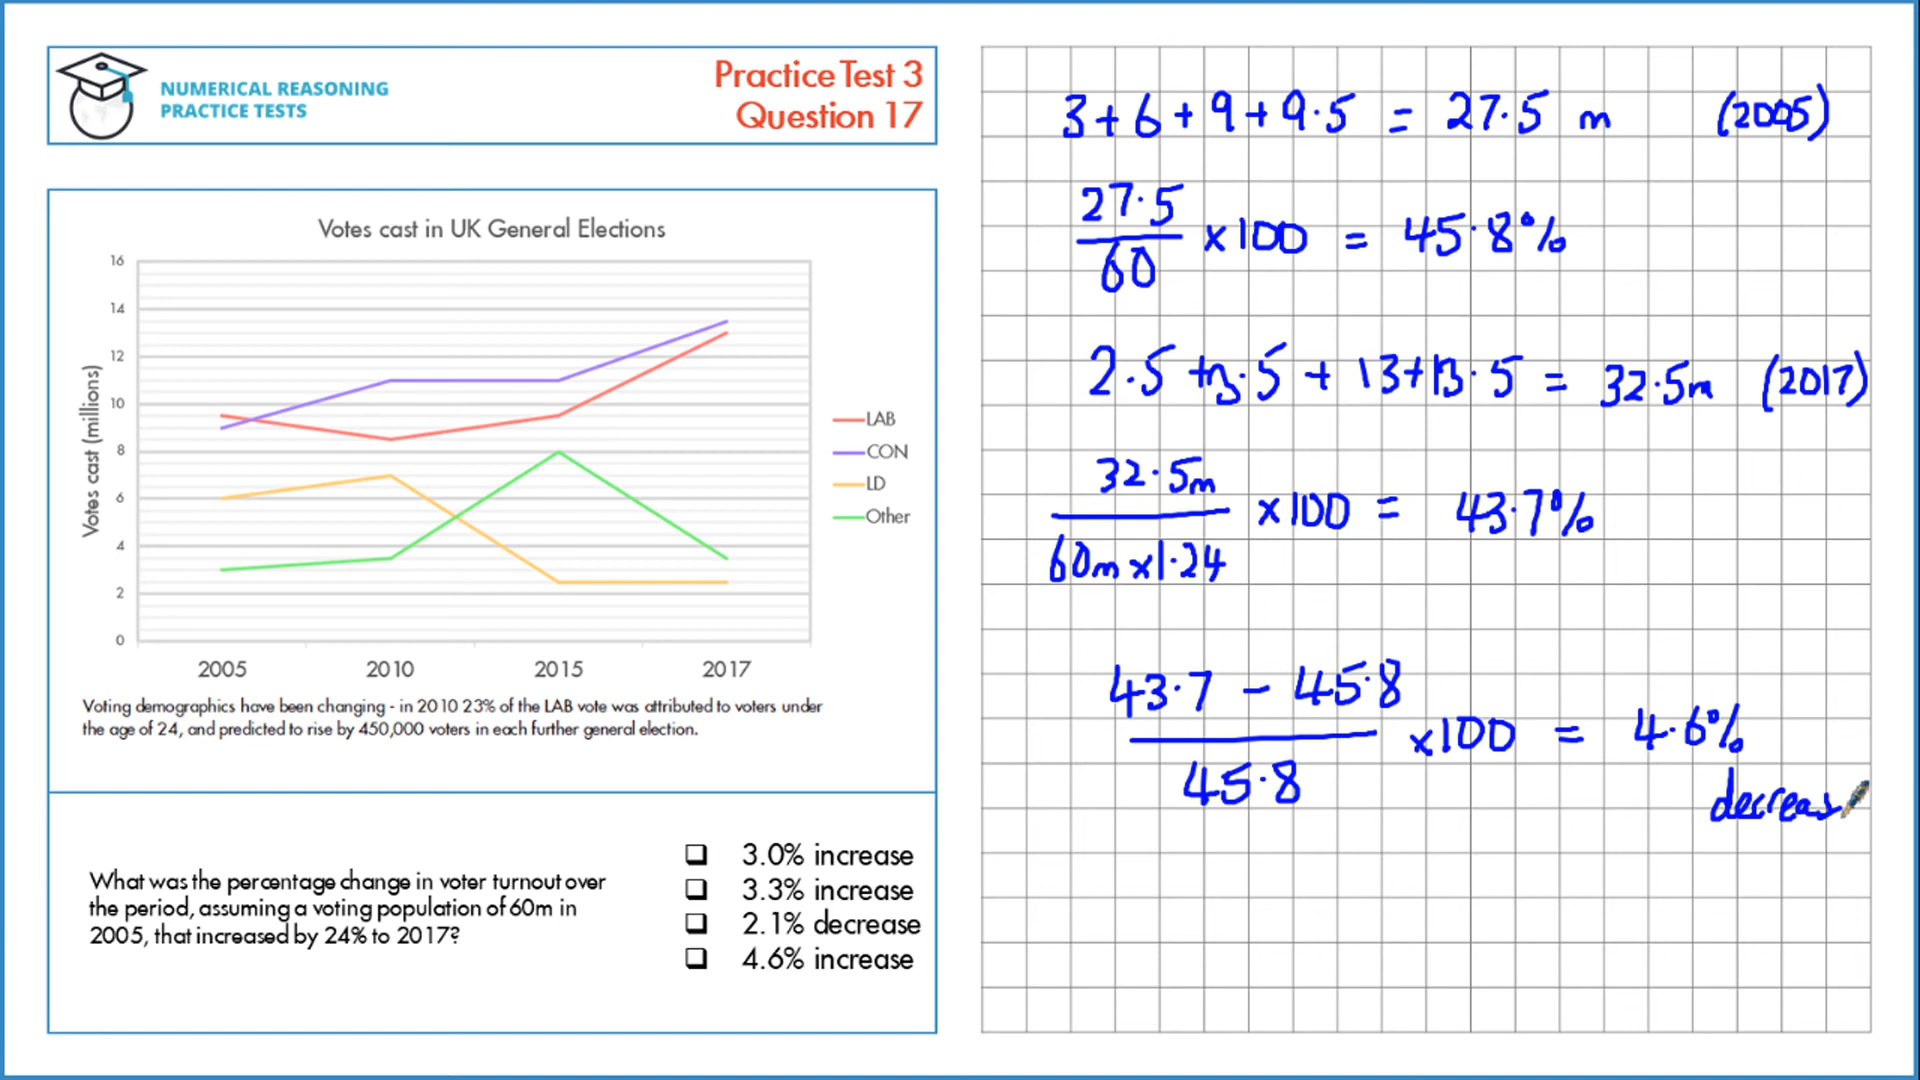 NUMERICAL REASONING
PRACTICE TESTS
Practice Test 3
Question 17
Votes cast in UK General Elections
Votes cast (millions)
16
14
12
10
8
6
4
2
0
2005 2010 2015 2017
LAB
CON
LD
Other
Voting demographics have been changing - in 2010 23% of the LAB vote was attributed to voters under
the age of 24, and predicted to rise by 450,000 voters in each further general election.
What was the percentage change in voter turnout over
the period, assuming a voting population of 60m in
2005, that increased by 24% to 2017?
3.0% increase
3.3% increase
2.1% decrease
4.6% increase
3 + 6 + 9 + 9.5 = 27.5 m (2005)
27.5
60
x100 = 45.8%
2.5 + 3.5 + 13 + 13.5 = 32.5m (2017)
32.5m
60m x 1.24
x100 = 43.7%
43.7 - 45.8
45.8
x100 = 4.6%